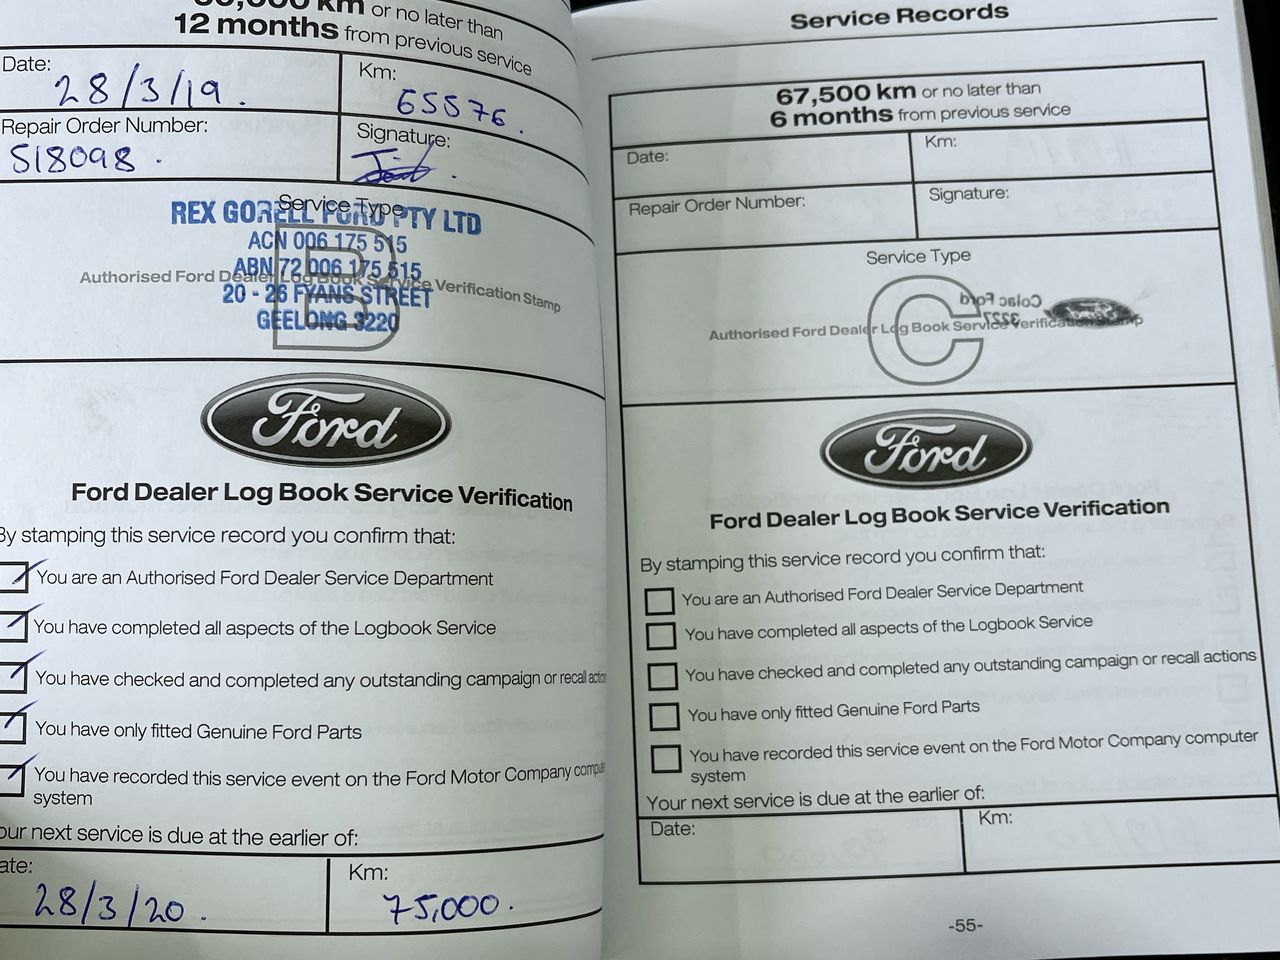 km or no later than
12 months from previous service
Date:
28/3/19.
Km:
65576.
Repair Order Number:
518098.
Signature:
Service Type
REX GORELL FORD PTY LTD
ACN 006 175 515
ABN 72 006 175 515
Authorised Ford Dealer Log Book Service Verification Stamp
20 - 26 FYANS STREET
GEELONG 3220
B
Ford
Ford Dealer Log Book Service Verification
By stamping this service record you confirm that:
You are an Authorised Ford Dealer Service Department
You have completed all aspects of the Logbook Service
You have checked and completed any outstanding campaign or recall action
You have only fitted Genuine Ford Parts
You have recorded this service event on the Ford Motor Company compute
system
our next service is due at the earlier of:
ate:
28/3/20.
Km:
75,000.
Service Records
67,500 km or no later than
6 months from previous service
Date:
Km:
Repair Order Number:
Signature:
Service Type
C
Colac Ford
3227
Authorised Ford Dealer Log Book Service Verification Stamp
Ford
Ford Dealer Log Book Service Verification
By stamping this service record you confirm that:
You are an Authorised Ford Dealer Service Department
You have completed all aspects of the Logbook Service
You have checked and completed any outstanding campaign or recall actions
You have only fitted Genuine Ford Parts
You have recorded this service event on the Ford Motor Company computer
system
Your next service is due at the earlier of:
Date:
Km:
-55-